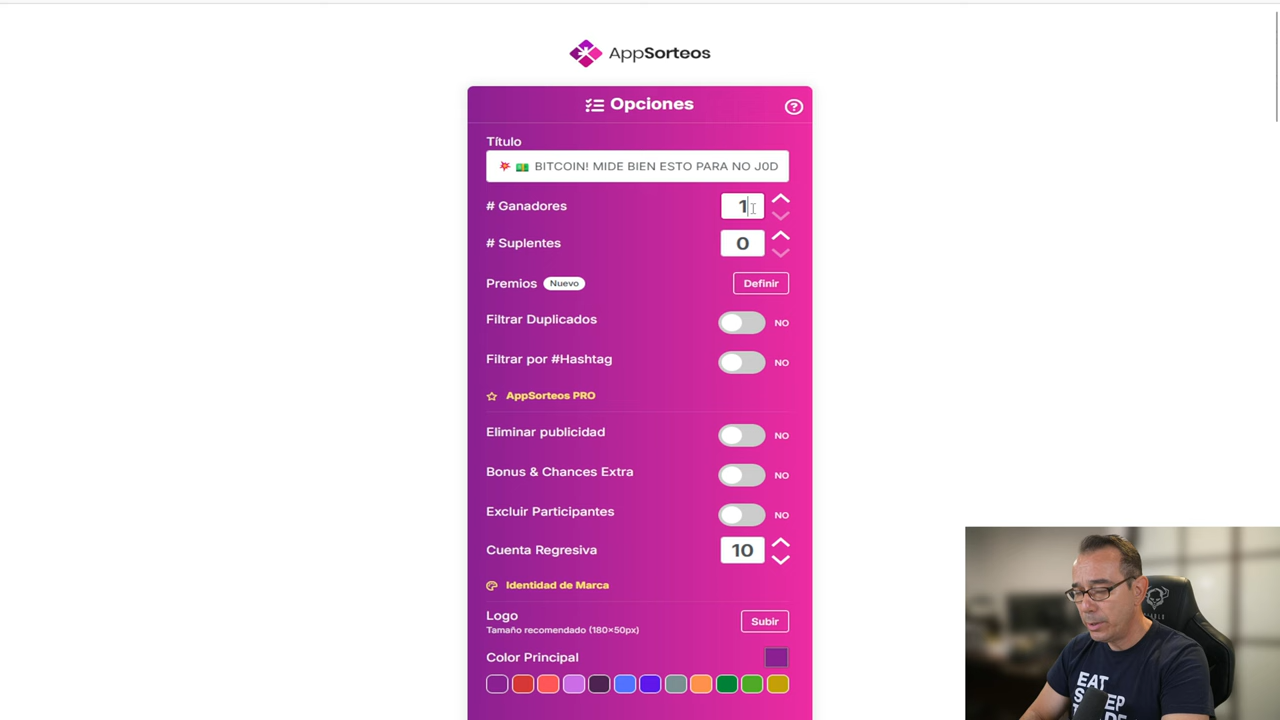 AppSorteos
Opciones
Título
BITCOIN! MIDE BIEN ESTO PARA NO J0D
# Ganadores
1
# Suplentes
0
Premios Nuevo Definir
Filtrar Duplicados NO
Filtrar por #Hashtag NO
AppSorteos PRO
Eliminar publicidad NO
Bonus & Chances Extra NO
Excluir Participantes NO
Cuenta Regresiva 10
Identidad de Marca
Logo
Tamaño recomendado (180×50px)
Subir
Color Principal
EAT